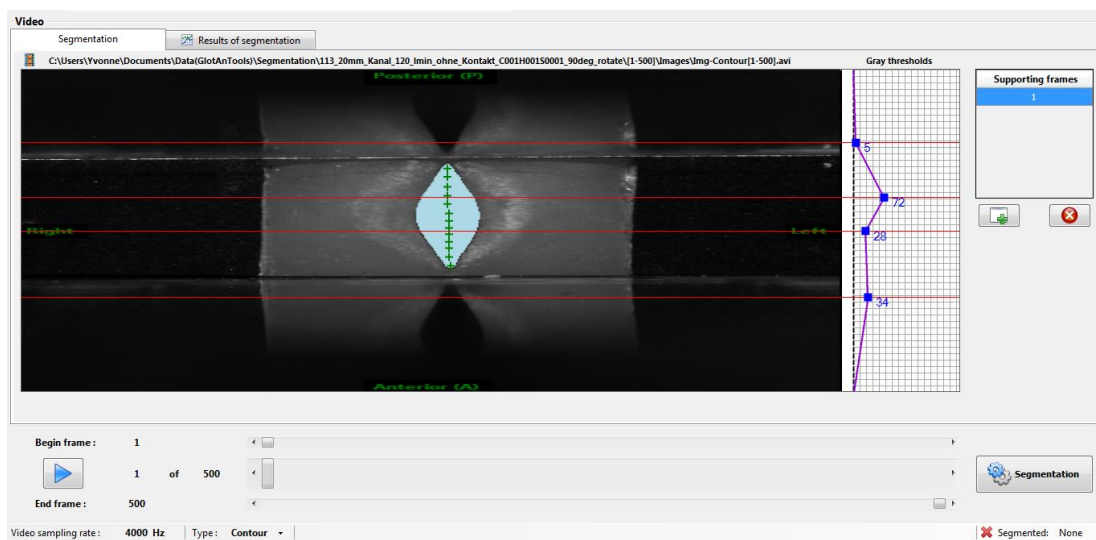 Video
Segmentation
Results of segmentation
C:\Users\Yvonne\Documents\Data(GlotAnTools)\Segmentation\113_20mm_Kanal_120_lmin_ohne_Kontakt_C001H001S0001_90deg_rotate\[1-500]\Images\Img-Contour[1-500].avi
Gray thresholds
Supporting frames
1
Posterior (P)
5
72
Right
Left
28
34
Anterior (A)
Begin frame :
1
1 of 500
Segmentation
End frame :
500
Video sampling rate : 4000 Hz Type : Contour
Segmented: None